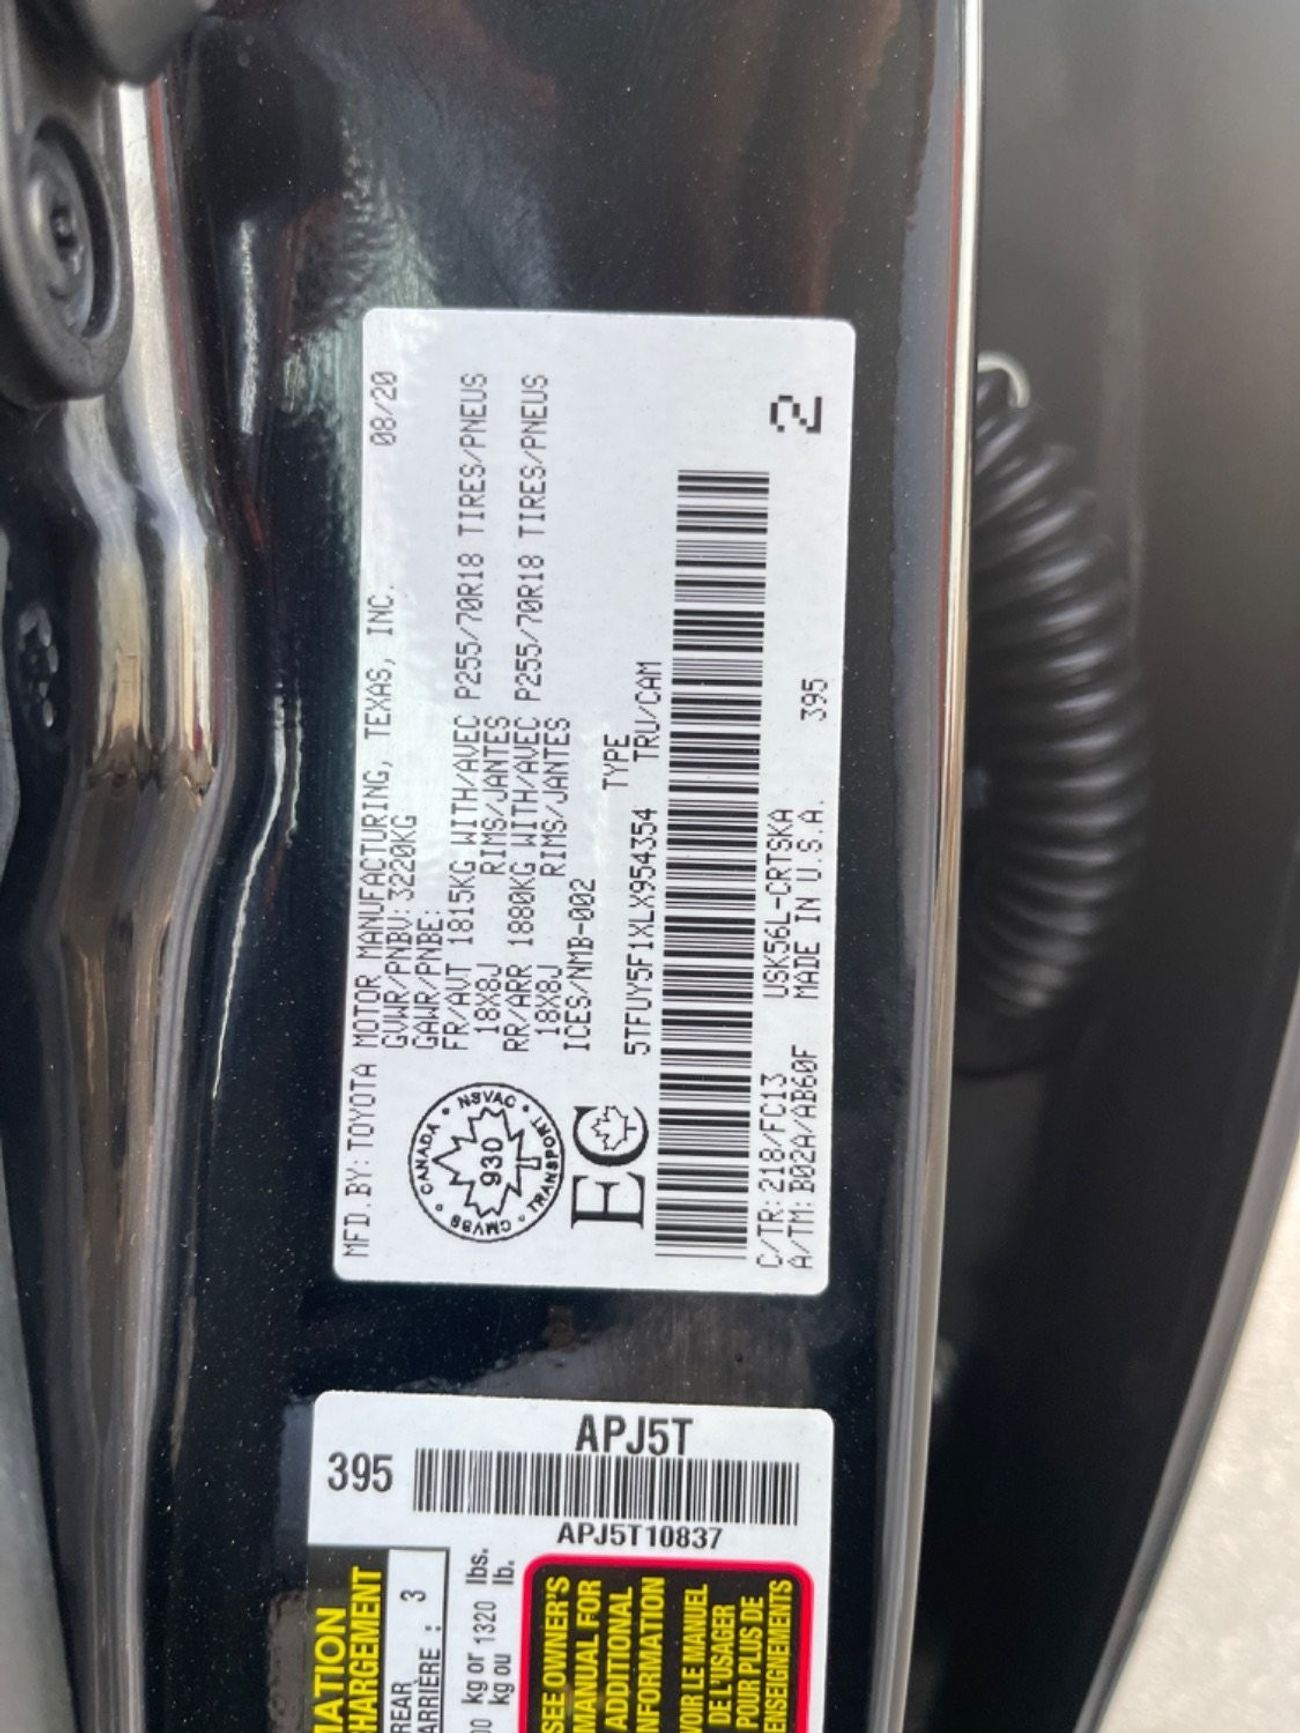 MFD.BY: TOYOTA MOTOR MANUFACTURING, TEXAS, INC. 08/20
GVWR/PNBV:3220KG
GAWR/PNBE:
FR/AVT 1815KG WITH/AVEC P255/70R18 TIRES/PNEUS
18X8J RIMS/JANTES
RR/ARR 1880KG WITH/AVEC P255/70R18 TIRES/PNEUS
18X8J RIMS/JANTES
ICES/NMB-002
CANADA • NSVAC • TRANSPORT • CMVSS •
930
EC
TYPE
5TFUY5F1XLX954354 TRU/CAM
2
C/TR:218/FC13 USK56L-CRTSKA
A/TM:B02A/AB60F MADE IN U.S.A. 395
395
APJ5T
APJ5T10837
REAR
ARRIÈRE : 3
kg or 1320 lbs.
kg ou lb.
SEE OWNER'S
MANUAL FOR
ADDITIONAL
INFORMATION
VOIR LE MANUEL
DE L'USAGER
POUR PLUS DE